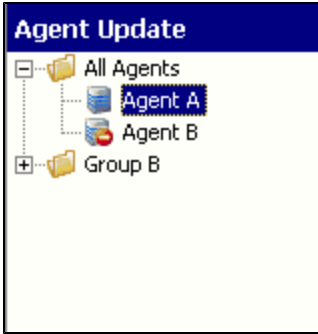 Agent Update
All Agents
Agent A
Agent B
Group B